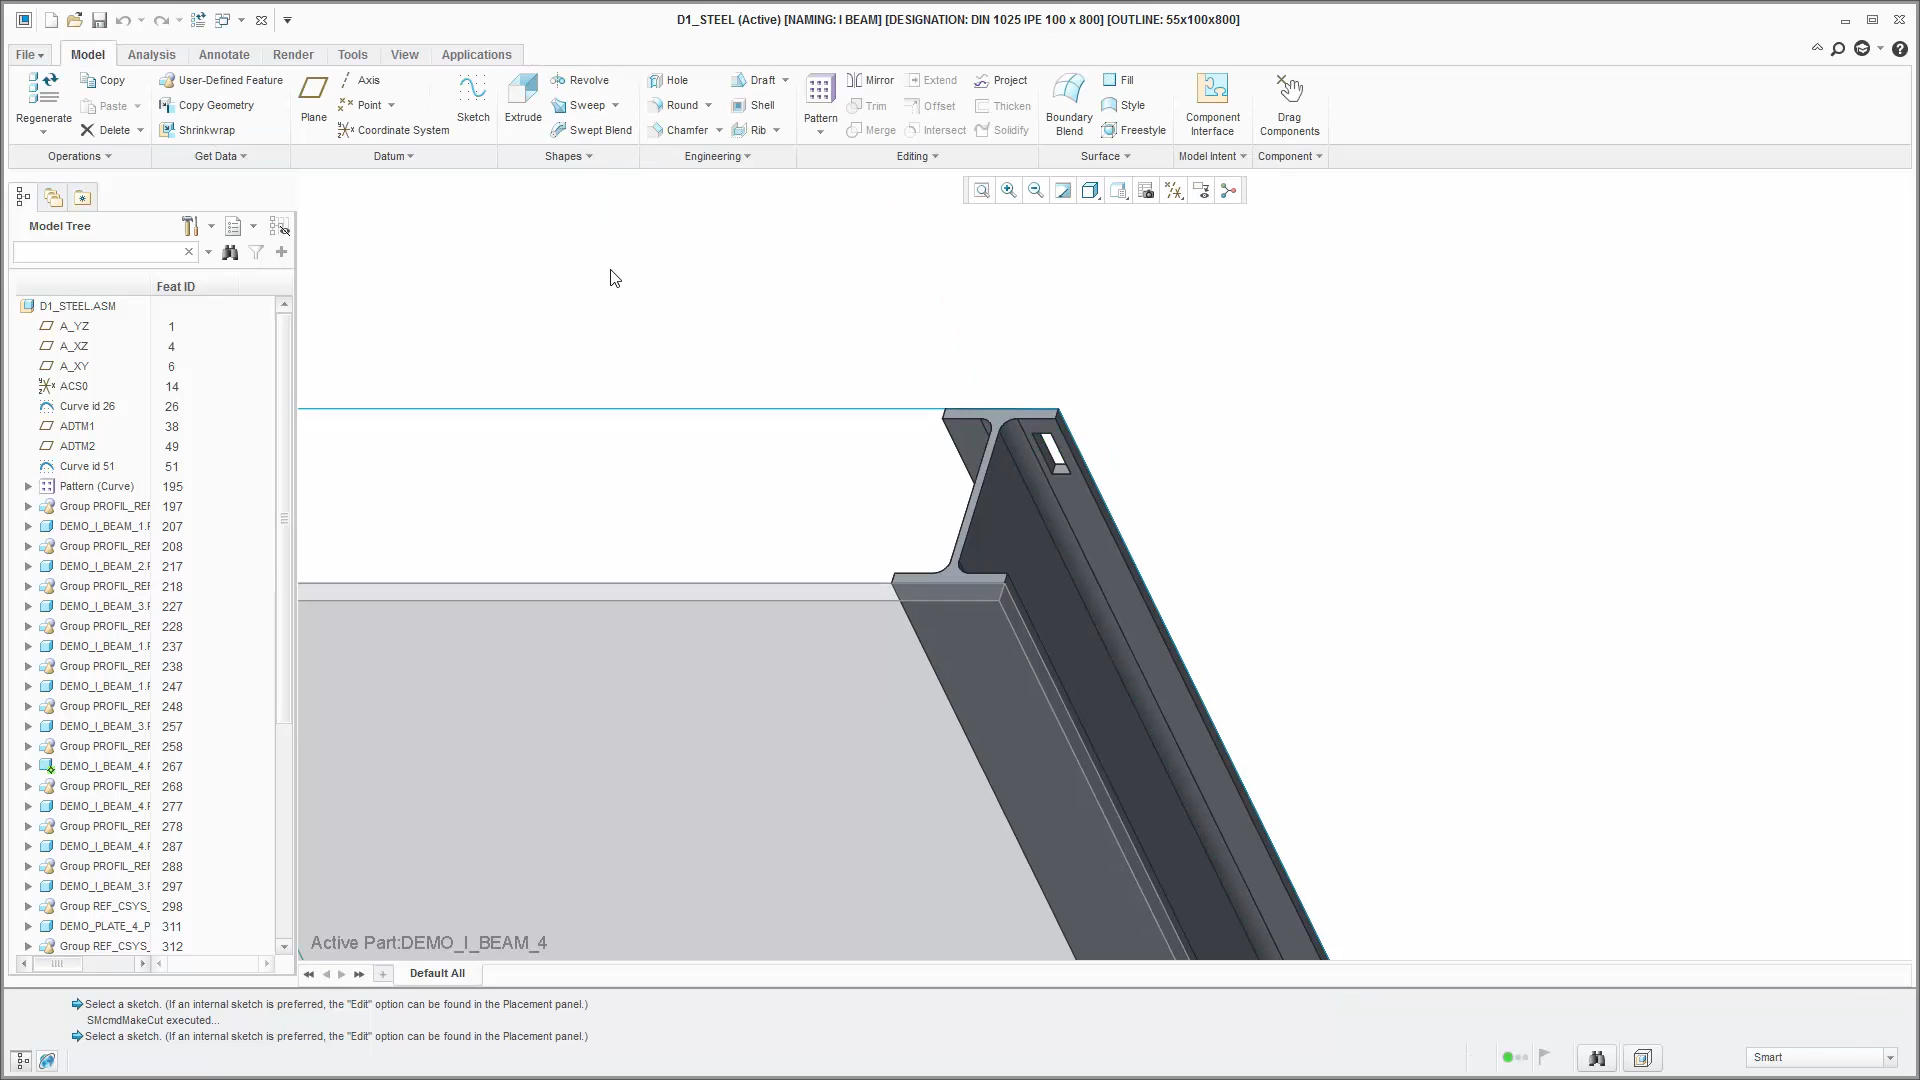 D1_STEEL (Active) [NAMING: I BEAM] [DESIGNATION: DIN 1025 IPE 100 x 800] [OUTLINE: 55x100x800]
File Model Analysis Annotate Render Tools View Applications
Regenerate
Copy
Paste
Delete
User-Defined Feature
Copy Geometry
Shrinkwrap
Plane
Axis
Point
Coordinate System
Sketch
Extrude
Revolve
Sweep
Swept Blend
Hole
Round
Chamfer
Draft
Shell
Rib
Pattern
Mirror
Trim
Merge
Extend
Offset
Intersect
Project
Thicken
Solidify
Boundary
Blend
Fill
Style
Freestyle
Component
Interface
Drag
Components
Operations Get Data Datum Shapes Engineering Editing Surface Model Intent Component
Model Tree
Feat ID
D1_STEEL.ASM
A_YZ 1
A_XZ 4
A_XY 6
ACS0 14
Curve id 26 26
ADTM1 38
ADTM2 49
Curve id 51 51
Pattern (Curve) 195
Group PROFIL_REF 197
DEMO_I_BEAM_1.P 207
Group PROFIL_REF 208
DEMO_I_BEAM_2.P 217
Group PROFIL_REF 218
DEMO_I_BEAM_3.P 227
Group PROFIL_REF 228
DEMO_I_BEAM_1.P 237
Group PROFIL_REF 238
DEMO_I_BEAM_1.P 247
Group PROFIL_REF 248
DEMO_I_BEAM_3.P 257
Group PROFIL_REF 258
DEMO_I_BEAM_4.P 267
Group PROFIL_REF 268
DEMO_I_BEAM_4.P 277
Group PROFIL_REF 278
DEMO_I_BEAM_4.P 287
Group PROFIL_REF 288
DEMO_I_BEAM_3.P 297
Group REF_CSYS_ 298
DEMO_PLATE_4_P 311
Group REF_CSYS_ 312
Active Part:DEMO_I_BEAM_4
Default All
Select a sketch. (If an internal sketch is preferred, the "Edit" option can be found in the Placement panel.)
SMcmdMakeCut executed...
Select a sketch. (If an internal sketch is preferred, the "Edit" option can be found in the Placement panel.)
Smart